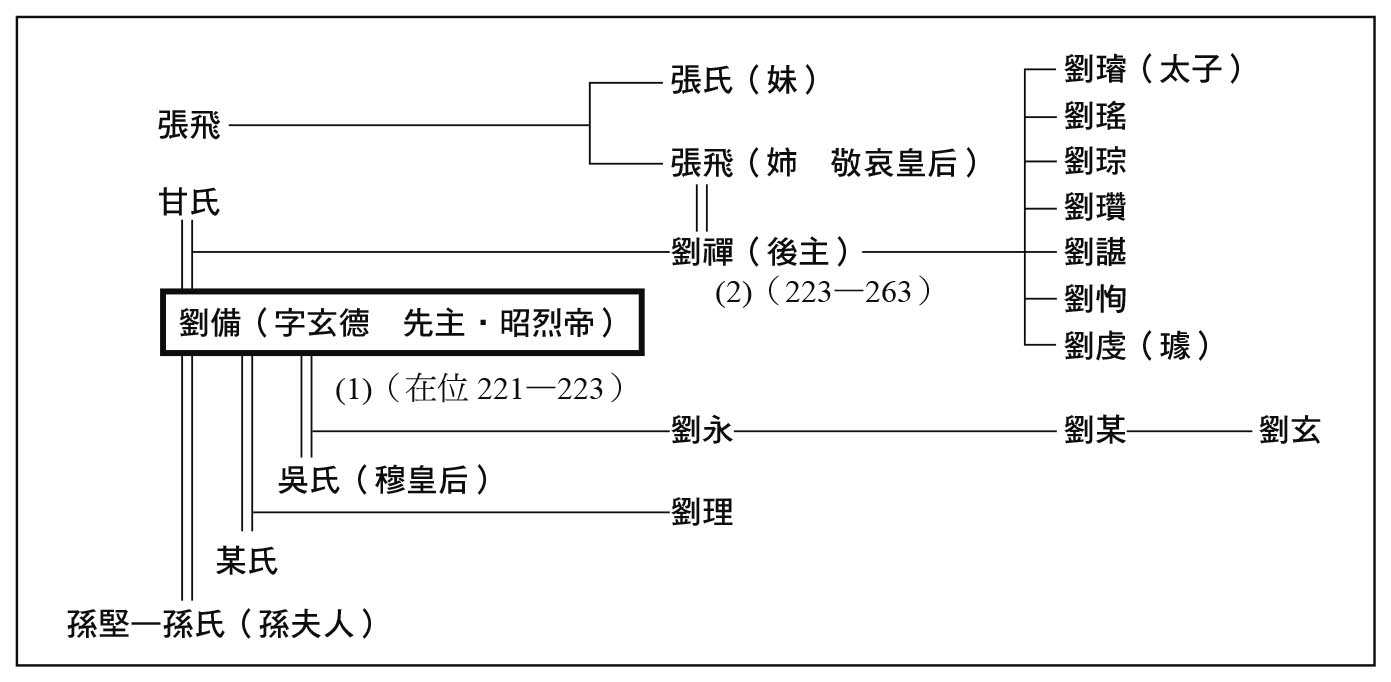 張氏（妹）
劉璿（太子）
劉瑤
張飛
張飛（姉　敬哀皇后）
劉琮
甘氏
劉瓚
劉禪（後主）
劉諶
(2)（223—263）
劉恂
劉備（字玄德　先主・昭烈帝）
劉虔（璩）
(1)（在位 221—223）
劉永
劉某
劉玄
吳氏（穆皇后）
劉理
某氏
孫堅—孫氏（孫夫人）